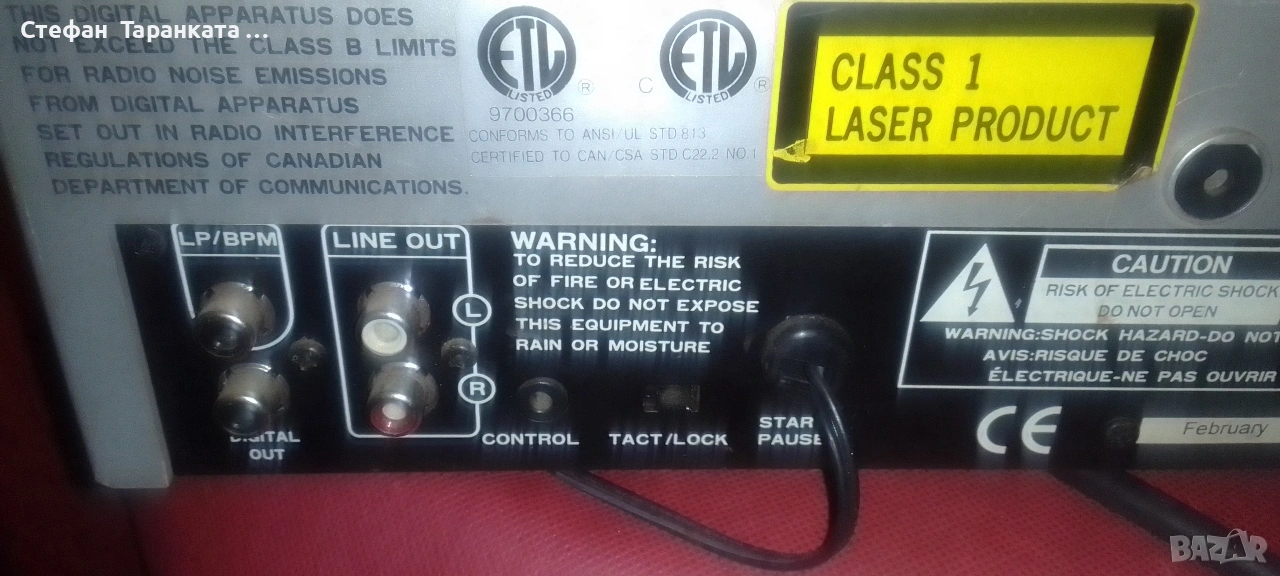 THIS DIGITAL APPARATUS DOES
Стефан Таранката ...
NOT EXCEED THE CLASS B LIMITS
FOR RADIO NOISE EMISSIONS
FROM DIGITAL APPARATUS
SET OUT IN RADIO INTERFERENCE
REGULATIONS OF CANADIAN
DEPARTMENT OF COMMUNICATIONS.
ETL
LISTED
®
C
ETL
LISTED
®
9700366
CONFORMS TO ANSI/UL STD 813
CERTIFIED TO CAN/CSA STD C22.2 NO.1
CLASS 1
LASER PRODUCT
LP/BPM
DIGITAL
OUT
LINE OUT
L
R
WARNING:
TO REDUCE THE RISK
OF FIRE OR ELECTRIC
SHOCK DO NOT EXPOSE
THIS EQUIPMENT TO
RAIN OR MOISTURE
CONTROL
TACT/LOCK
STAR
PAUSE
CAUTION
RISK OF ELECTRIC SHOCK
DO NOT OPEN
WARNING:SHOCK HAZARD-DO NOT
AVIS:RISQUE DE CHOC
ÉLECTRIQUE-NE PAS OUVRIR
CE
February
BAZAR